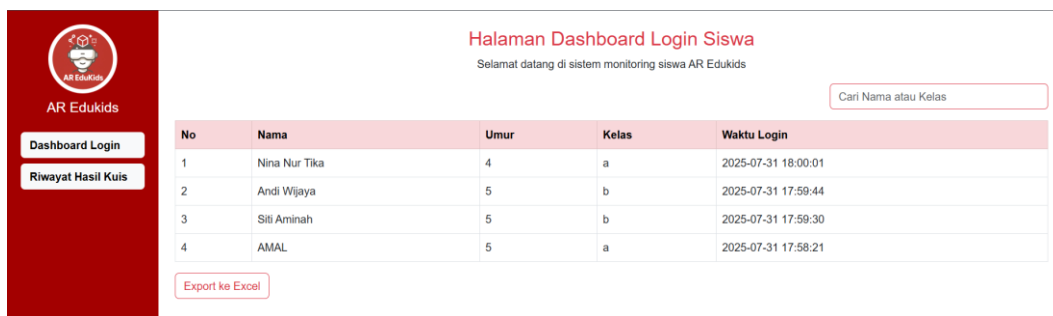 AR EduKids
AR Edukids
Dashboard Login
Riwayat Hasil Kuis
Halaman Dashboard Login Siswa
Selamat datang di sistem monitoring siswa AR Edukids
Cari Nama atau Kelas
No Nama Umur Kelas Waktu Login
1 Nina Nur Tika 4 a 2025-07-31 18:00:01
2 Andi Wijaya 5 b 2025-07-31 17:59:44
3 Siti Aminah 5 b 2025-07-31 17:59:30
4 AMAL 5 a 2025-07-31 17:58:21
Export ke Excel